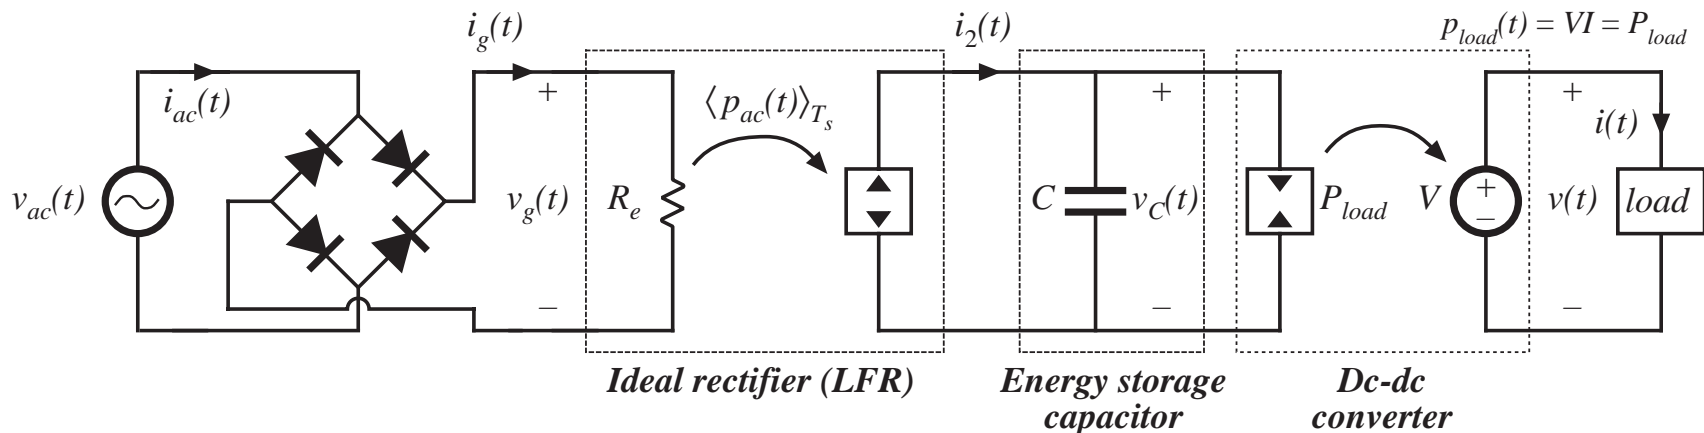 p_load(t) = VI = P_load
i_g(t)
i_2(t)
i_ac(t)
+
⟨p_ac(t)⟩_T_s
+
+
i(t)
v_ac(t)
v_g(t)
R_e
C
v_C(t)
P_load
V
+
–
v(t)
load
–
–
–
Ideal rectifier (LFR)
Energy storage
capacitor
Dc-dc
converter